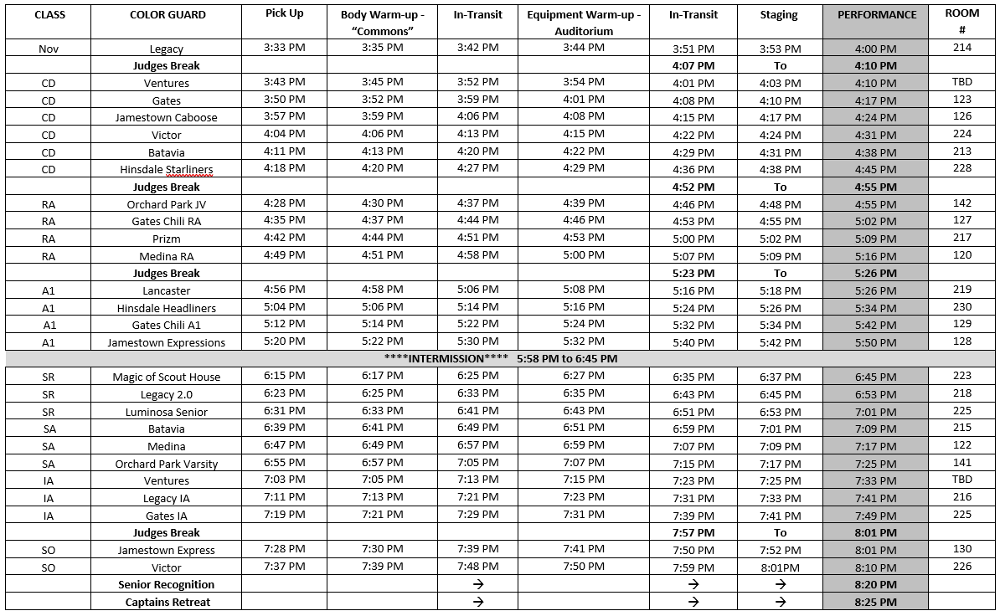 CLASS COLOR GUARD Pick Up Body Warm-up - In-Transit Equipment Warm-up - In-Transit Staging PERFORMANCE ROOM
“Commons” Auditorium #
Nov Legacy 3:33 PM 3:35 PM 3:42 PM 3:44 PM 3:51 PM 3:53 PM 4:00 PM 214
Judges Break 4:07 PM To 4:10 PM
CD Ventures 3:43 PM 3:45 PM 3:52 PM 3:54 PM 4:01 PM 4:03 PM 4:10 PM TBD
CD Gates 3:50 PM 3:52 PM 3:59 PM 4:01 PM 4:08 PM 4:10 PM 4:17 PM 123
CD Jamestown Caboose 3:57 PM 3:59 PM 4:06 PM 4:08 PM 4:15 PM 4:17 PM 4:24 PM 126
CD Victor 4:04 PM 4:06 PM 4:13 PM 4:15 PM 4:22 PM 4:24 PM 4:31 PM 224
CD Batavia 4:11 PM 4:13 PM 4:20 PM 4:22 PM 4:29 PM 4:31 PM 4:38 PM 213
CD Hinsdale Starliners 4:18 PM 4:20 PM 4:27 PM 4:29 PM 4:36 PM 4:38 PM 4:45 PM 228
Judges Break 4:52 PM To 4:55 PM
RA Orchard Park JV 4:28 PM 4:30 PM 4:37 PM 4:39 PM 4:46 PM 4:48 PM 4:55 PM 142
RA Gates Chili RA 4:35 PM 4:37 PM 4:44 PM 4:46 PM 4:53 PM 4:55 PM 5:02 PM 127
RA Prizm 4:42 PM 4:44 PM 4:51 PM 4:53 PM 5:00 PM 5:02 PM 5:09 PM 217
RA Medina RA 4:49 PM 4:51 PM 4:58 PM 5:00 PM 5:07 PM 5:09 PM 5:16 PM 120
Judges Break 5:23 PM To 5:26 PM
A1 Lancaster 4:56 PM 4:58 PM 5:06 PM 5:08 PM 5:16 PM 5:18 PM 5:26 PM 219
A1 Hinsdale Headliners 5:04 PM 5:06 PM 5:14 PM 5:16 PM 5:24 PM 5:26 PM 5:34 PM 230
A1 Gates Chili A1 5:12 PM 5:14 PM 5:22 PM 5:24 PM 5:32 PM 5:34 PM 5:42 PM 129
A1 Jamestown Expressions 5:20 PM 5:22 PM 5:30 PM 5:32 PM 5:40 PM 5:42 PM 5:50 PM 128
****INTERMISSION**** 5:58 PM to 6:45 PM
SR Magic of Scout House 6:15 PM 6:17 PM 6:25 PM 6:27 PM 6:35 PM 6:37 PM 6:45 PM 223
SR Legacy 2.0 6:23 PM 6:25 PM 6:33 PM 6:35 PM 6:43 PM 6:45 PM 6:53 PM 218
SR Luminosa Senior 6:31 PM 6:33 PM 6:41 PM 6:43 PM 6:51 PM 6:53 PM 7:01 PM 225
SA Batavia 6:39 PM 6:41 PM 6:49 PM 6:51 PM 6:59 PM 7:01 PM 7:09 PM 215
SA Medina 6:47 PM 6:49 PM 6:57 PM 6:59 PM 7:07 PM 7:09 PM 7:17 PM 122
SA Orchard Park Varsity 6:55 PM 6:57 PM 7:05 PM 7:07 PM 7:15 PM 7:17 PM 7:25 PM 141
IA Ventures 7:03 PM 7:05 PM 7:13 PM 7:15 PM 7:23 PM 7:25 PM 7:33 PM TBD
IA Legacy IA 7:11 PM 7:13 PM 7:21 PM 7:23 PM 7:31 PM 7:33 PM 7:41 PM 216
IA Gates IA 7:19 PM 7:21 PM 7:29 PM 7:31 PM 7:39 PM 7:41 PM 7:49 PM 225
Judges Break 7:57 PM To 8:01 PM
SO Jamestown Express 7:28 PM 7:30 PM 7:39 PM 7:41 PM 7:50 PM 7:52 PM 8:01 PM 130
SO Victor 7:37 PM 7:39 PM 7:48 PM 7:50 PM 7:59 PM 8:01PM 8:10 PM 226
Senior Recognition → → → 8:20 PM
Captains Retreat → → → 8:25 PM